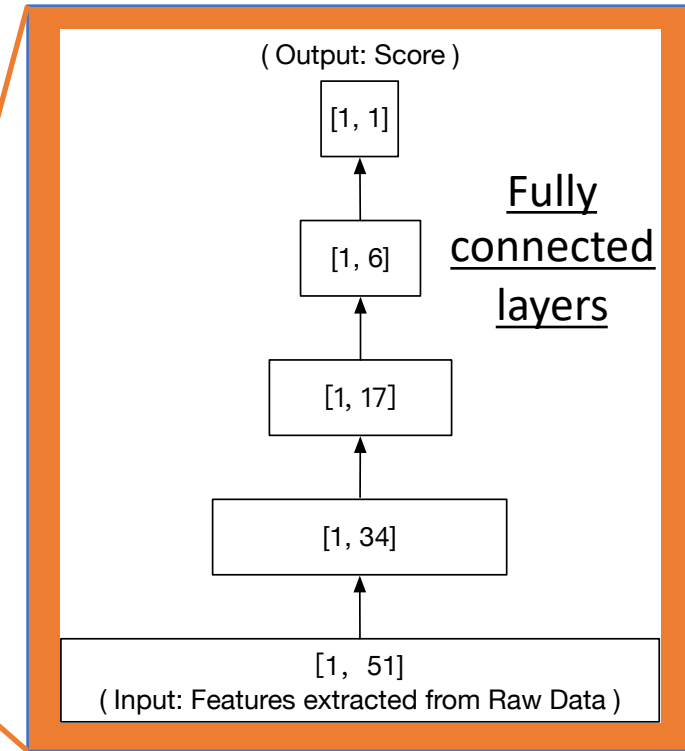 ( Output: Score )
[1, 1]
Fully
connected
layers
[1, 6]
[1, 17]
[1, 34]
[1, 51]
( Input: Features extracted from Raw Data )